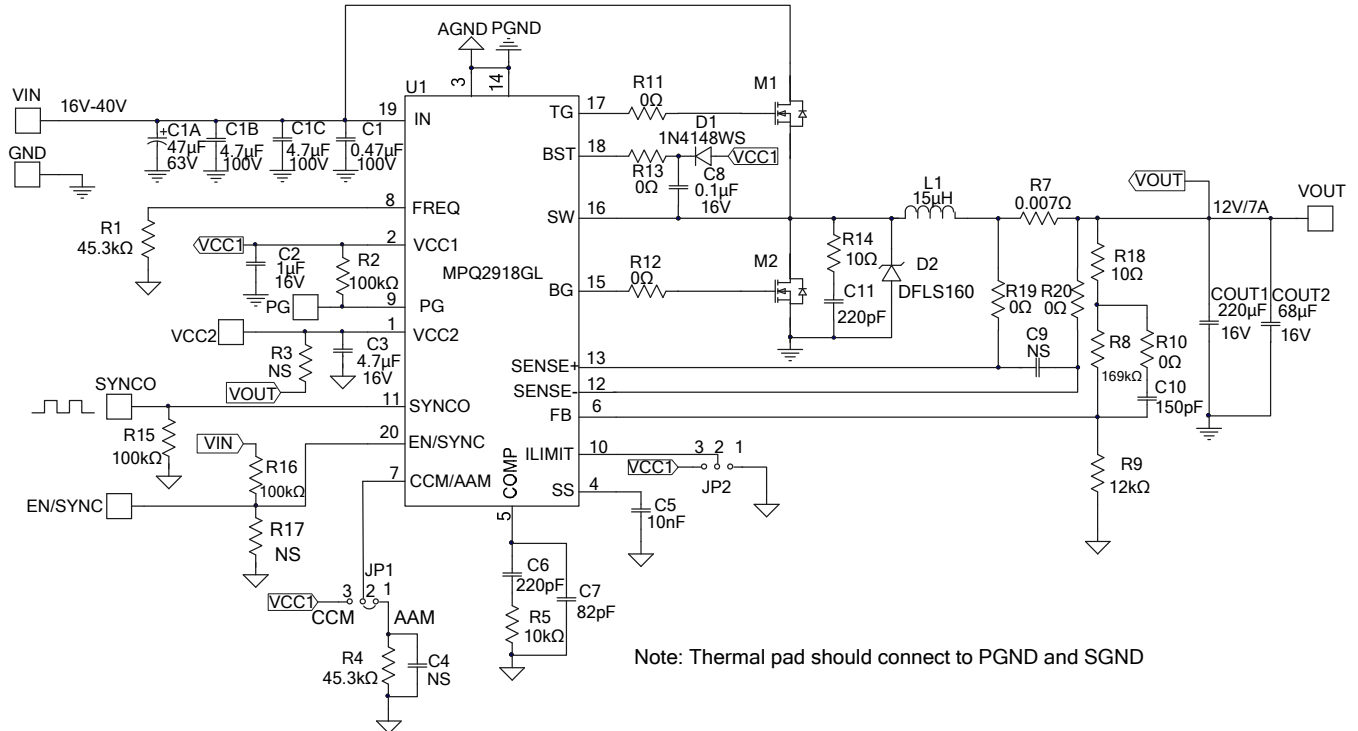 AGND PGND
3
14
U1
VIN
16V-40V
19
IN
+C1A
47µF
63V
C1B
4.7µF
100V
C1C
4.7µF
100V
C1
0.47µF
100V
GND
8
FREQ
R1
45.3kΩ
VCC1
2
VCC1
C2
1µF
16V
R2
100kΩ
MPQ2918GL
PG
9
PG
VCC2
1
VCC2
R3
NS
C3
4.7µF
16V
VOUT
SYNCO
11
SYNCO
R15
100kΩ
VIN
20
EN/SYNC
R16
100kΩ
7
CCM/AAM
EN/SYNC
R17
NS
JP1
VCC1
3
2
1
CCM
AAM
R4
45.3kΩ
C4
NS
COMP
5
C6
220pF
C7
82pF
R5
10kΩ
TG
17
R11
0Ω
M1
D1
1N4148WS
BST
18
VCC1
R13
0Ω
C8
0.1µF
16V
SW
16
L1
15µH
R7
0.007Ω
VOUT
12V/7A
VOUT
R14
10Ω
D2
DFLS160
R12
0Ω
M2
BG
15
C11
220pF
R19
0Ω
R20
0Ω
R18
10Ω
COUT1
220µF
16V
COUT2
68µF
16V
C9
NS
R8
169kΩ
R10
0Ω
C10
150pF
SENSE+
13
SENSE-
12
FB
6
ILIMIT
10
VCC1
3
2
1
JP2
R9
12kΩ
SS
4
C5
10nF
Note: Thermal pad should connect to PGND and SGND